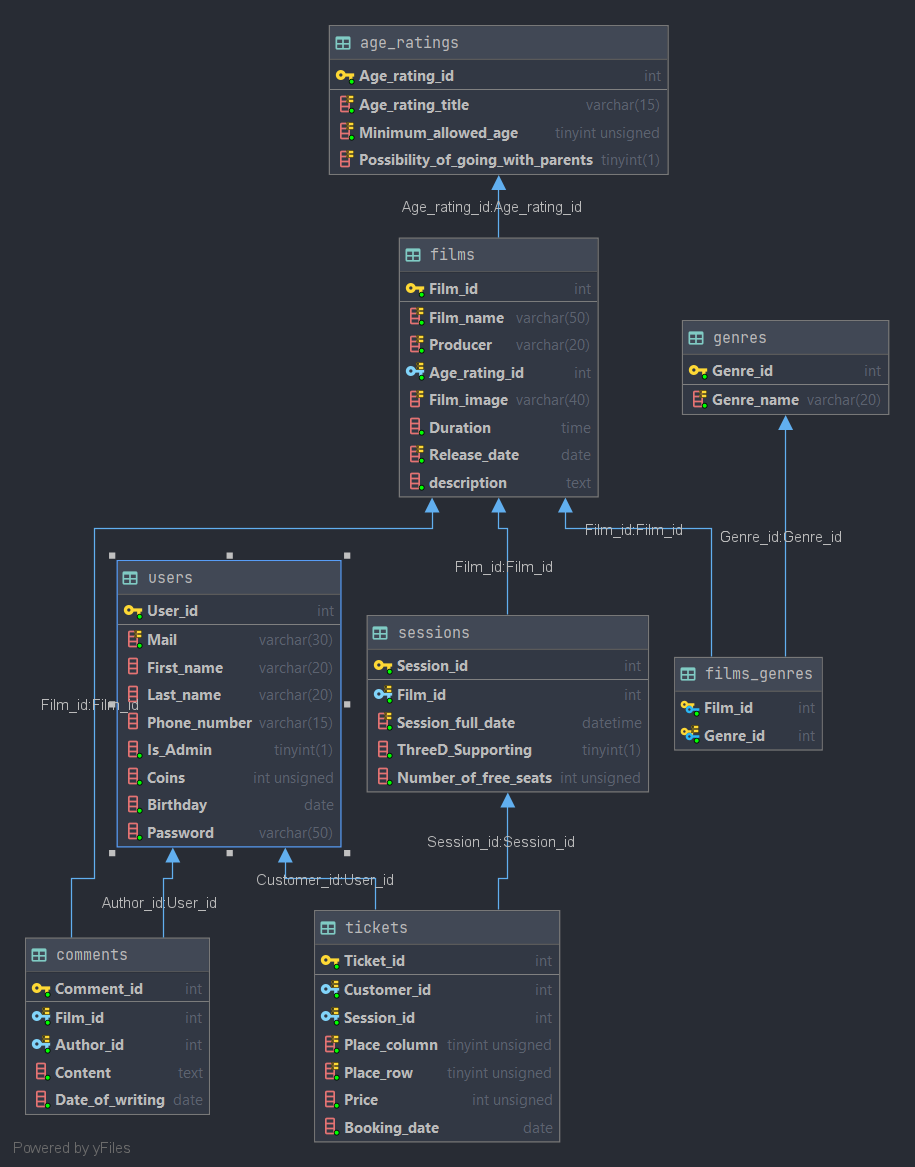 age_ratings
Age_rating_id int
Age_rating_title varchar(15)
Minimum_allowed_age tinyint unsigned
Possibility_of_going_with_parents tinyint(1)
Age_rating_id:Age_rating_id
films
Film_id int
Film_name varchar(50)
Producer varchar(20)
Age_rating_id int
Film_image varchar(40)
Duration time
Release_date date
description text
genres
Genre_id int
Genre_name varchar(20)
Film_id:Film_id
Genre_id:Genre_id
Film_id:Film_id
users
User_id int
Mail varchar(30)
First_name varchar(20)
Last_name varchar(20)
Phone_number varchar(15)
Is_Admin tinyint(1)
Coins int unsigned
Birthday date
Password varchar(50)
Film_id:Film_id
sessions
Session_id int
Film_id int
Session_full_date datetime
ThreeD_Supporting tinyint(1)
Number_of_free_seats int unsigned
films_genres
Film_id int
Genre_id int
Session_id:Session_id
Customer_id:User_id
Author_id:User_id
comments
Comment_id int
Film_id int
Author_id int
Content text
Date_of_writing date
tickets
Ticket_id int
Customer_id int
Session_id int
Place_column tinyint unsigned
Place_row tinyint unsigned
Price int unsigned
Booking_date date
Powered by yFiles